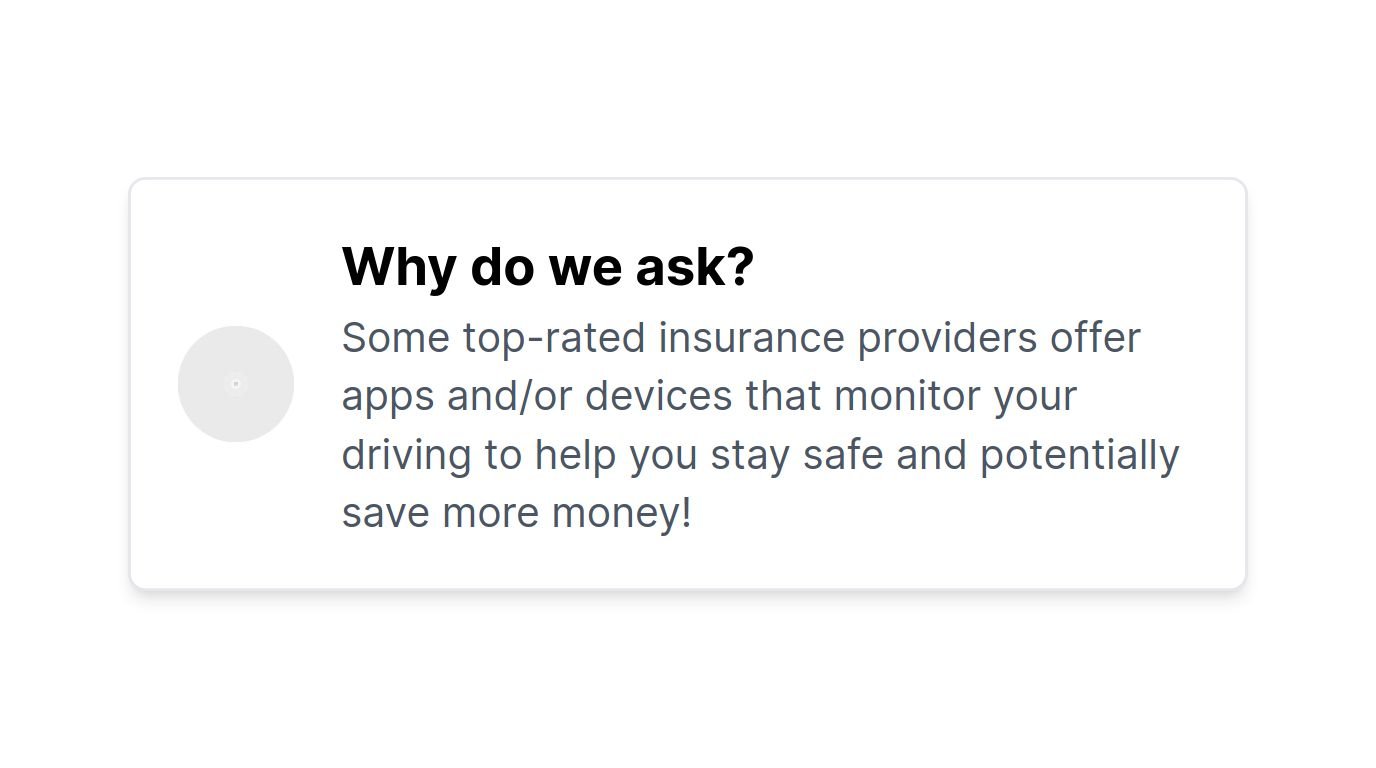 Why do we ask?
Some top-rated insurance providers offer
apps and/or devices that monitor your
driving to help you stay safe and potentially
save more money!